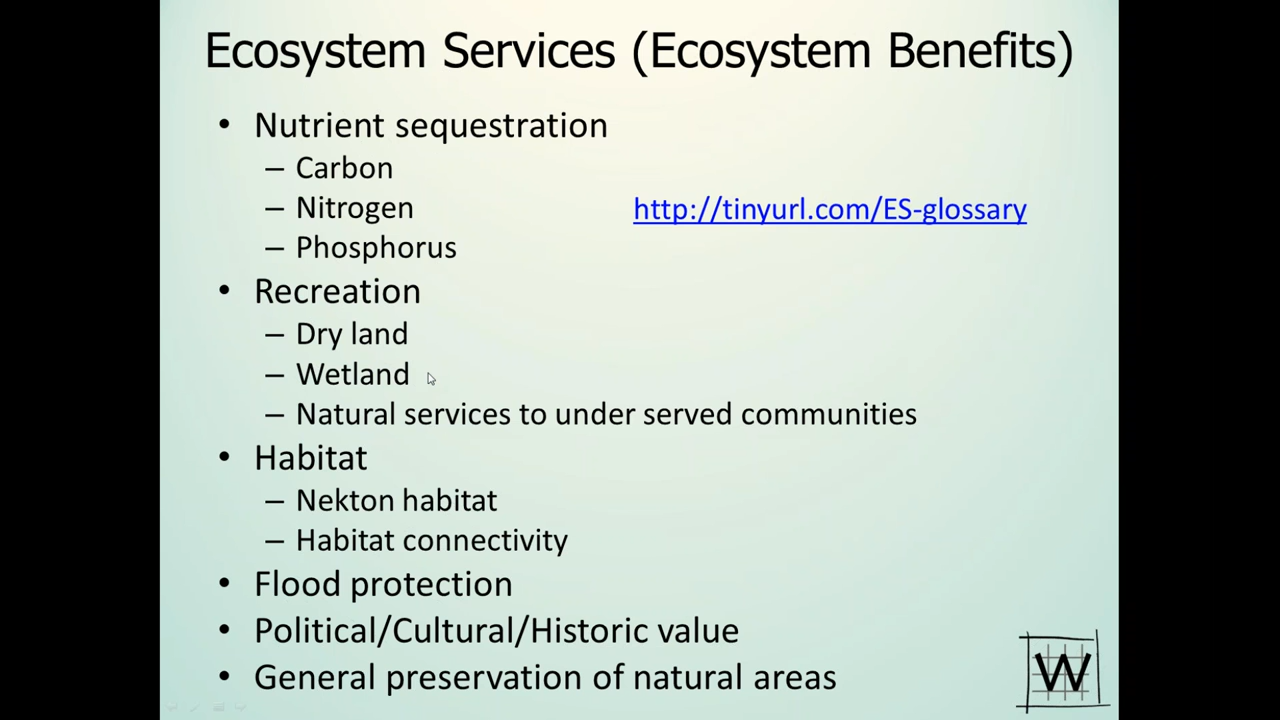 Ecosystem Services (Ecosystem Benefits)
• Nutrient sequestration
– Carbon
– Nitrogen
http://tinyurl.com/ES-glossary
– Phosphorus
• Recreation
– Dry land
– Wetland
– Natural services to under served communities
• Habitat
– Nekton habitat
– Habitat connectivity
• Flood protection
• Political/Cultural/Historic value
• General preservation of natural areas
W